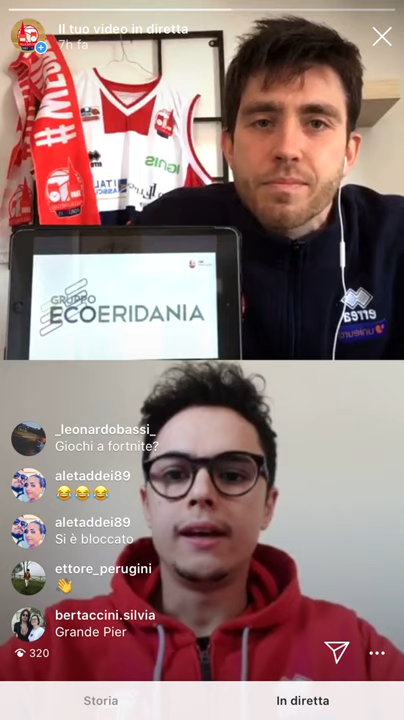 Il tuo video in diretta
7h fa
GRUPPO
ECOERIDANIA
errea
_leonardobassi_
Giochi a fortnite?
aletaddei89
😂😂😂
aletaddei89
Si è bloccato
ettore_perugini
👋
bertaccini.silvia
Grande Pier
320
Storia
In diretta